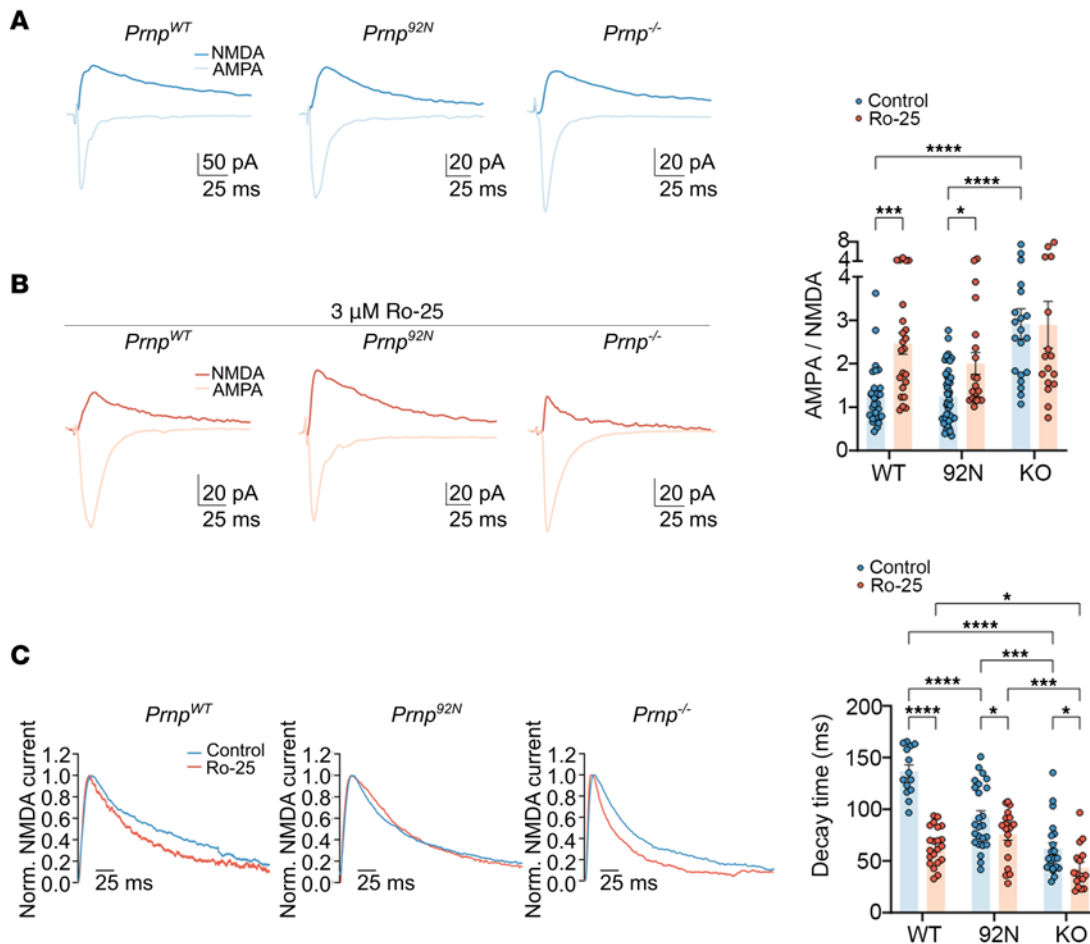 A
Prnp^WT
Prnp^92N
Prnp^-/-
NMDA
AMPA
50 pA
25 ms
20 pA
25 ms
20 pA
25 ms
Control
Ro-25
****
****
***
*
8
4
4
3
2
1
0
AMPA / NMDA
WT
92N
KO
B
3 µM Ro-25
Prnp^WT
Prnp^92N
Prnp^-/-
NMDA
AMPA
20 pA
25 ms
20 pA
25 ms
20 pA
25 ms
C
Prnp^WT
Prnp^92N
Prnp^-/-
Control
Ro-25
Norm. NMDA current
1.2
1.0
0.8
0.6
0.4
0.2
0.0
25 ms
Norm. NMDA current
1.2
1.0
0.8
0.6
0.4
0.2
0.0
25 ms
Norm. NMDA current
1.2
1.0
0.8
0.6
0.4
0.2
0.0
25 ms
Control
Ro-25
*
****
***
****
***
****
*
*
200
150
100
50
0
Decay time (ms)
WT
92N
KO